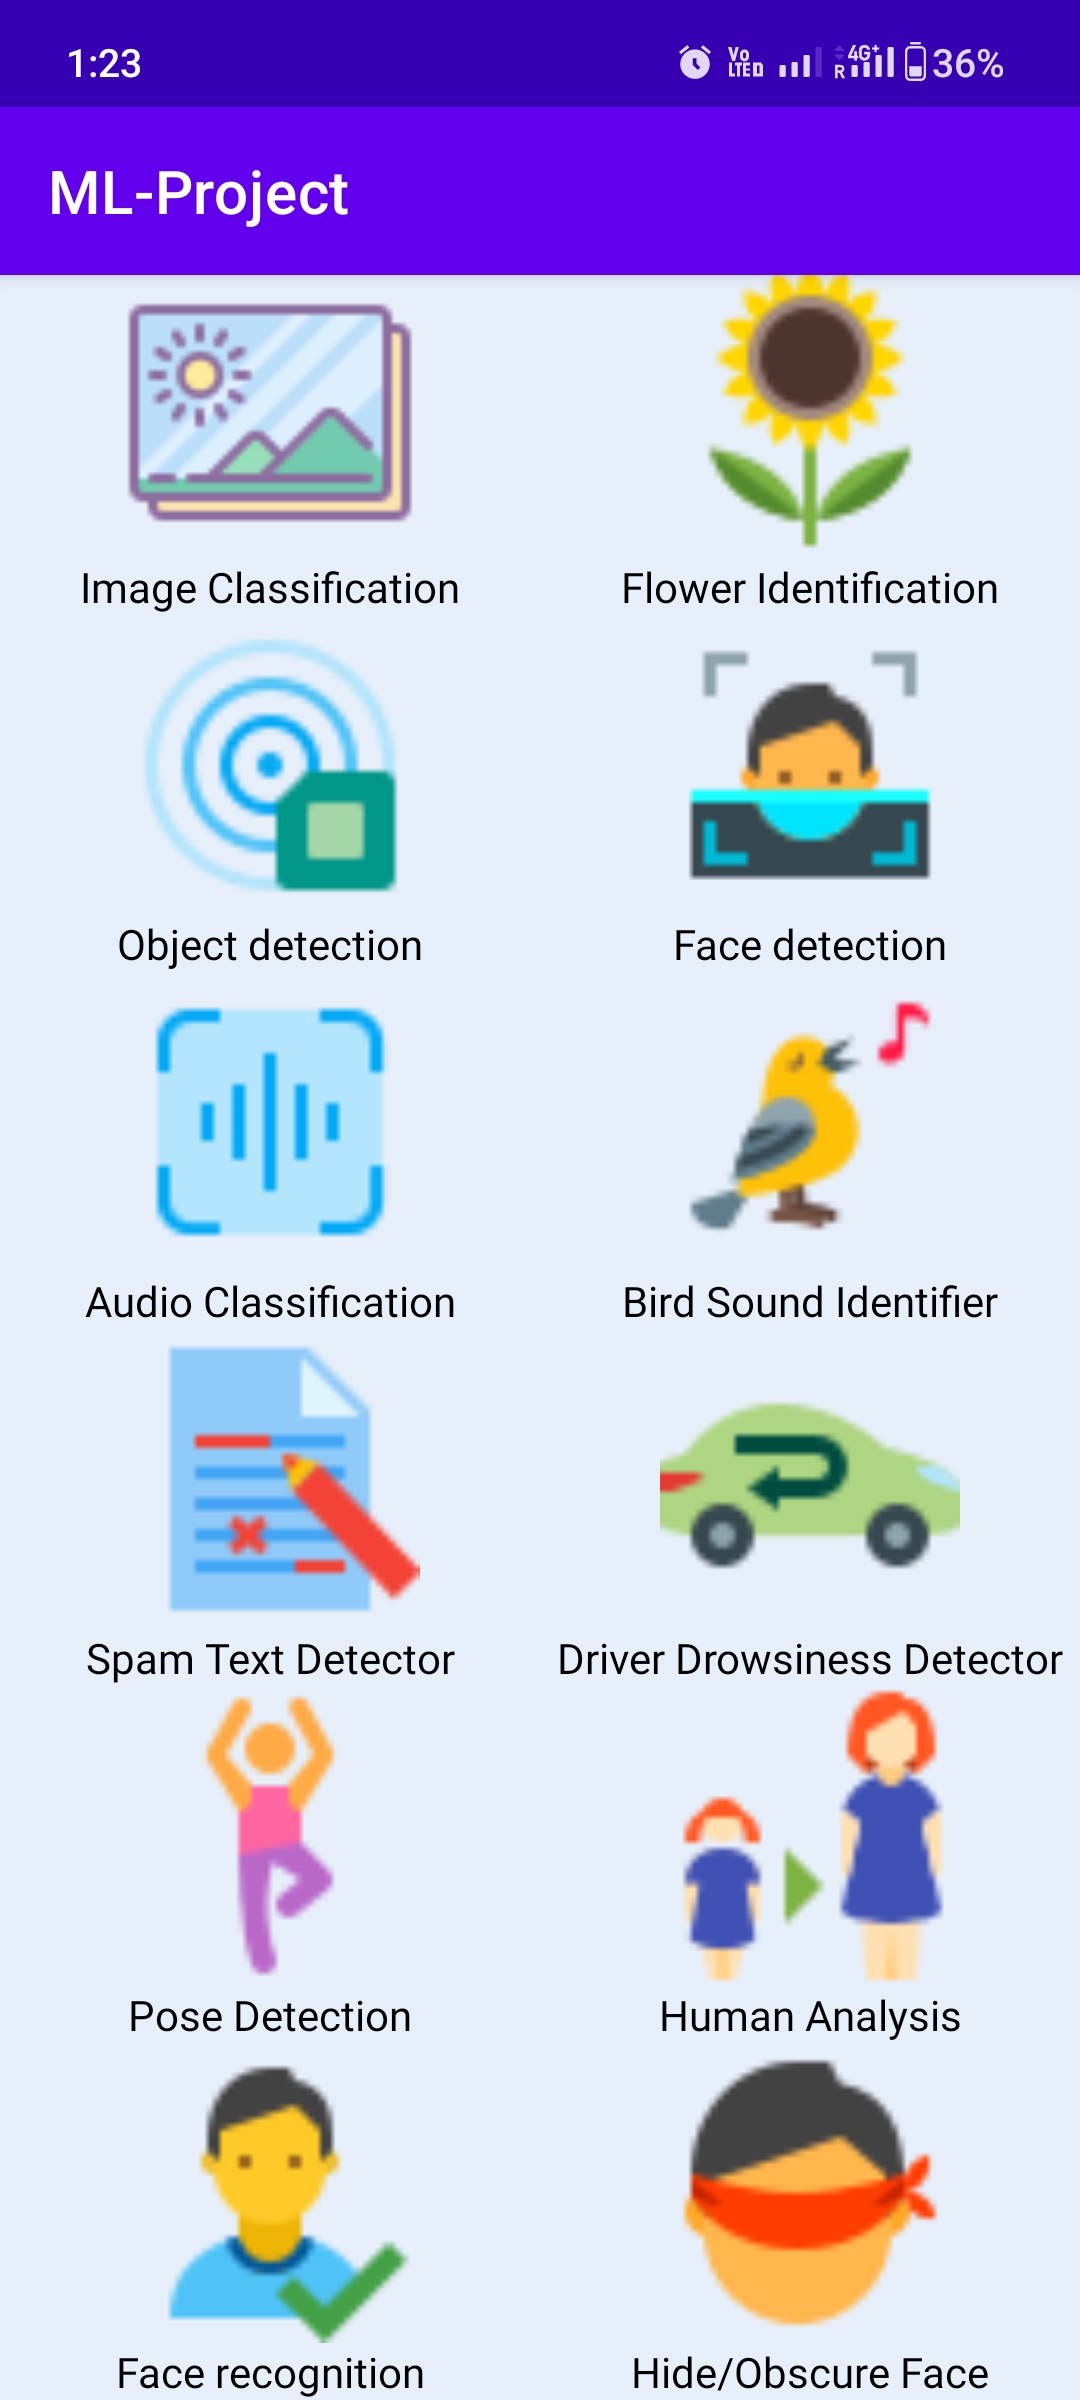 1:23 Vo LTE D R 4G+ 36%
ML-Project
Image Classification Flower Identification
Object detection Face detection
Audio Classification Bird Sound Identifier
Spam Text Detector Driver Drowsiness Detector
Pose Detection Human Analysis
Face recognition Hide/Obscure Face